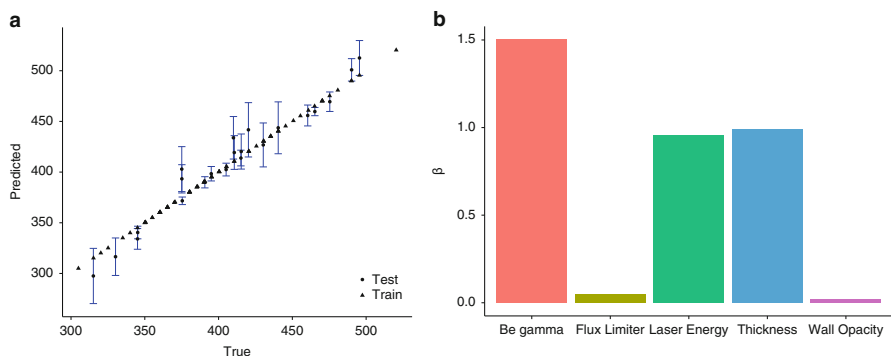 a
Predicted
500
450
400
350
300
Test
Train
300
350
400
450
500
True
b
β
1.5
1.0
0.5
0.0
Be gamma
Flux Limiter
Laser Energy
Thickness
Wall Opacity